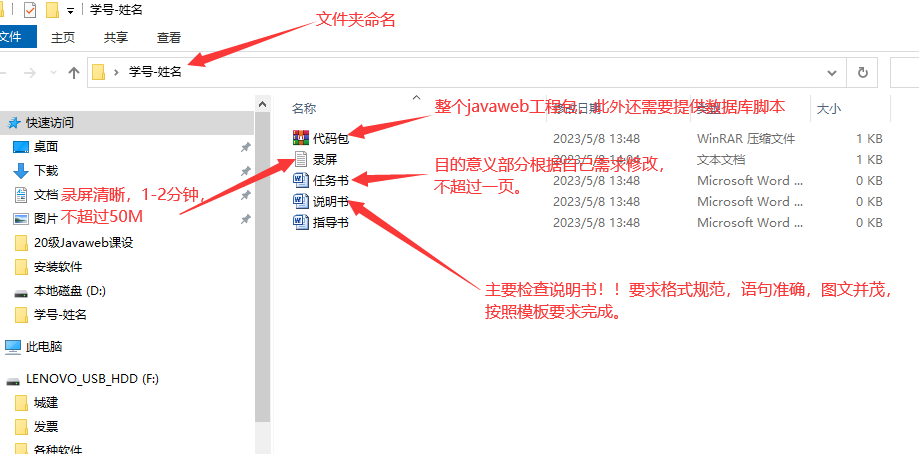 学号-姓名
文件夹命名
文件
主页
共享
查看
学号-姓名
名称
修改日期
类型
大小
整个javaweb工程包，此外还需要提供数据库脚本
快速访问
桌面
下载
文档
图片
20级Javaweb课设
安装软件
本地磁盘 (D:)
学号-姓名
此电脑
LENOVO_USB_HDD (F:)
城建
发票
各种软件
录屏清晰，1-2分钟，
不超过50M
代码包 2023/5/8 13:48 WinRAR 压缩文件 1 KB
录屏 2023/5/8 文本文档 1 KB
任务书 2023/5/8 13:48 Microsoft Word ... 0 KB
说明书 2023/5/8 13:48 Microsoft Word ... 0 KB
指导书 2023/5/8 13:48 Microsoft Word ... 0 KB
目的意义部分根据自己需求修改，
不超过一页。
主要检查说明书！！要求格式规范，语句准确，图文并茂，
按照模板要求完成。